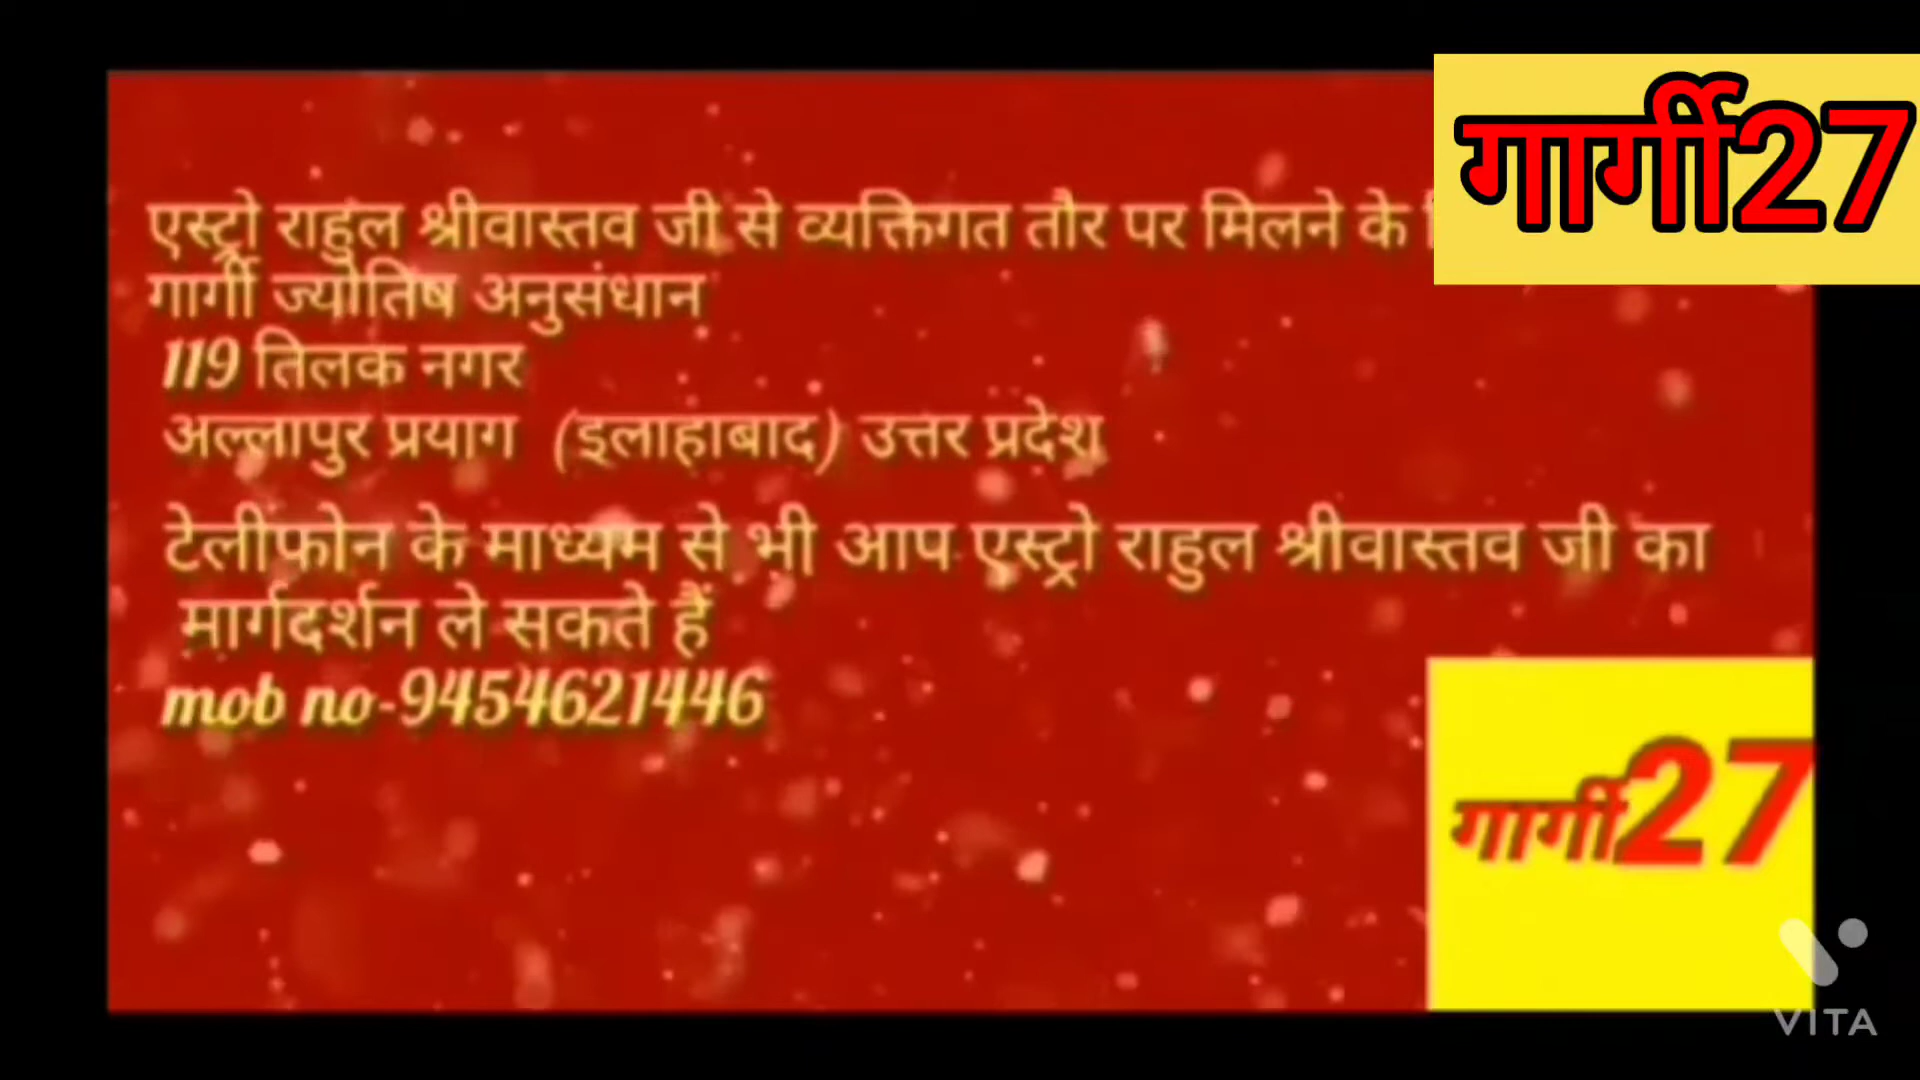 गार्गी27
एस्ट्रो राहुल श्रीवास्तव जी से व्यक्तिगत तौर पर मिलने के
गार्गी ज्योतिष अनुसंधान
119 तिलक नगर
अल्लापुर प्रयाग (इलाहाबाद) उत्तर प्रदेश
टेलीफोन के माध्यम से भी आप एस्ट्रो राहुल श्रीवास्तव जी का
मार्गदर्शन ले सकते हैं
mob no-9454621446
गार्गी27
VITA